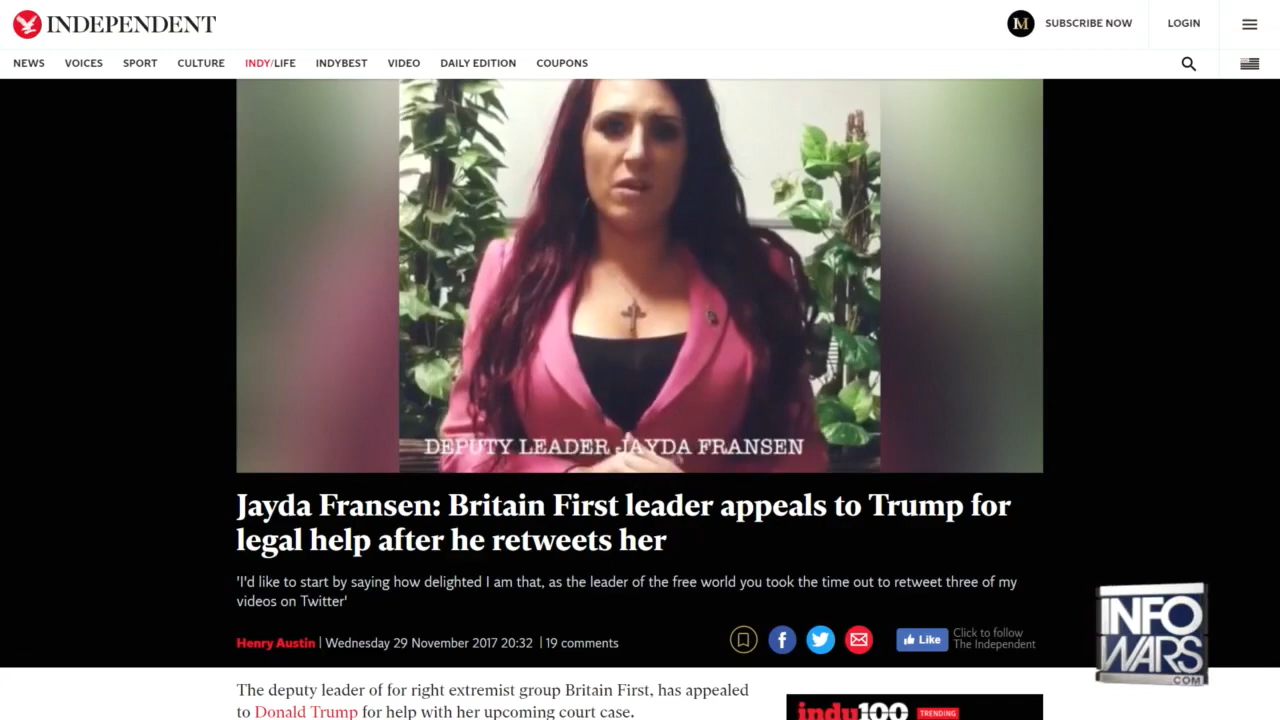 INDEPENDENT
M SUBSCRIBE NOW LOGIN
NEWS VOICES SPORT CULTURE INDY/LIFE INDYBEST VIDEO DAILY EDITION COUPONS
DEPUTY LEADER JAYDA FRANSEN
Jayda Fransen: Britain First leader appeals to Trump for
legal help after he retweets her
'I'd like to start by saying how delighted I am that, as the leader of the free world you took the time out to retweet three of my
videos on Twitter'
Henry Austin | Wednesday 29 November 2017 20:32 | 19 comments
f Like Click to follow
The Independent
INFO
WARS
.COM
The deputy leader of for right extremist group Britain First, has appealed
to Donald Trump for help with her upcoming court case.
indy100 TRENDING